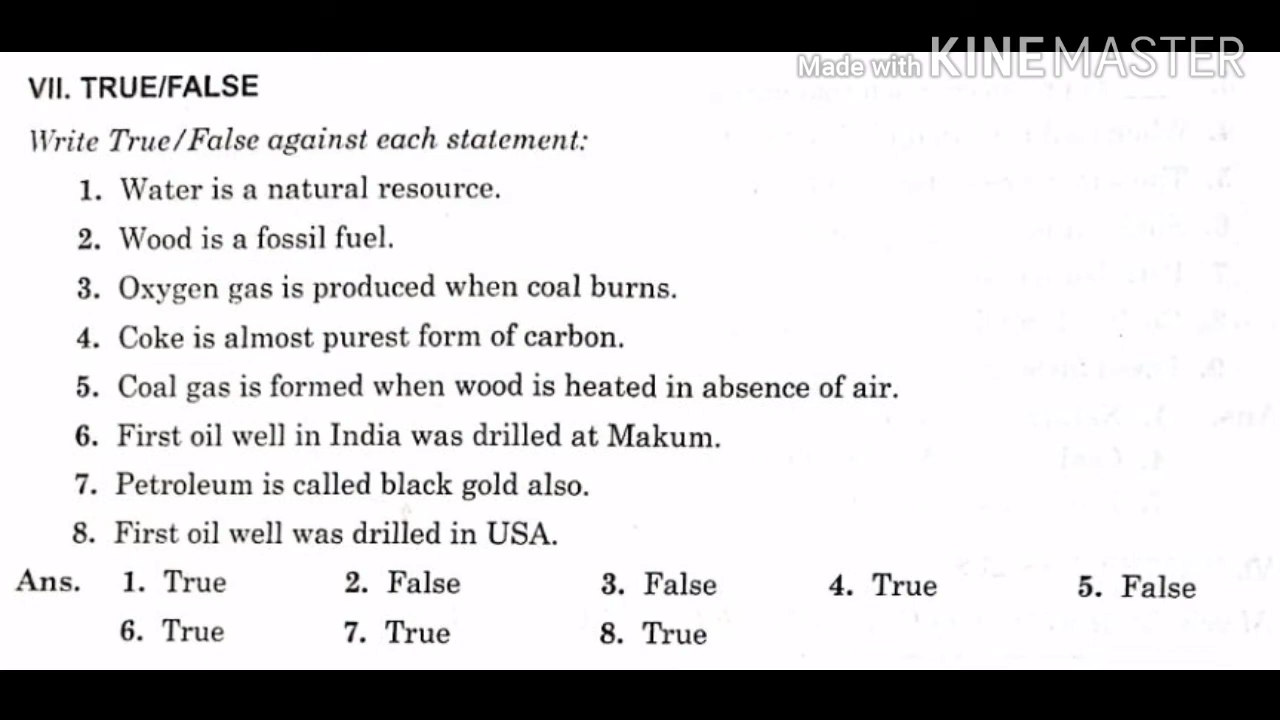 Made with KINEMASTER
VII. TRUE/FALSE
Write True/False against each statement:
1. Water is a natural resource.
2. Wood is a fossil fuel.
3. Oxygen gas is produced when coal burns.
4. Coke is almost purest form of carbon.
5. Coal gas is formed when wood is heated in absence of air.
6. First oil well in India was drilled at Makum.
7. Petroleum is called black gold also.
8. First oil well was drilled in USA.
Ans. 1. True 2. False 3. False 4. True 5. False
6. True 7. True 8. True